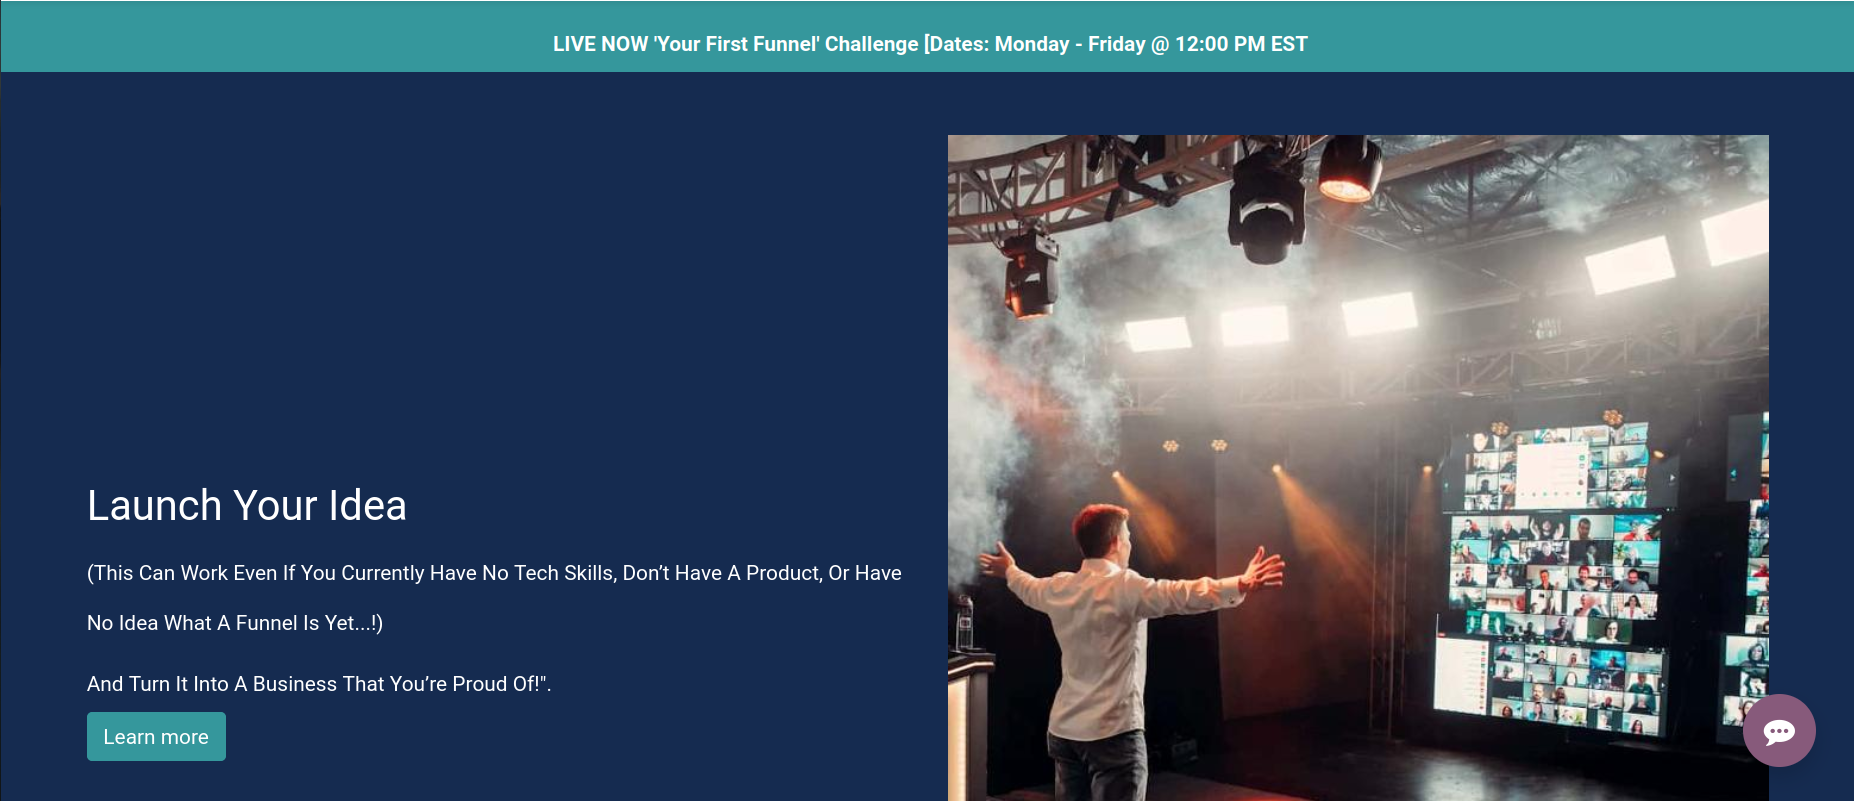 LIVE NOW 'Your First Funnel' Challenge [Dates: Monday - Friday @ 12:00 PM EST
Launch Your Idea
(This Can Work Even If You Currently Have No Tech Skills, Don’t Have A Product, Or Have
No Idea What A Funnel Is Yet...!)
And Turn It Into A Business That You’re Proud Of!".
Learn more